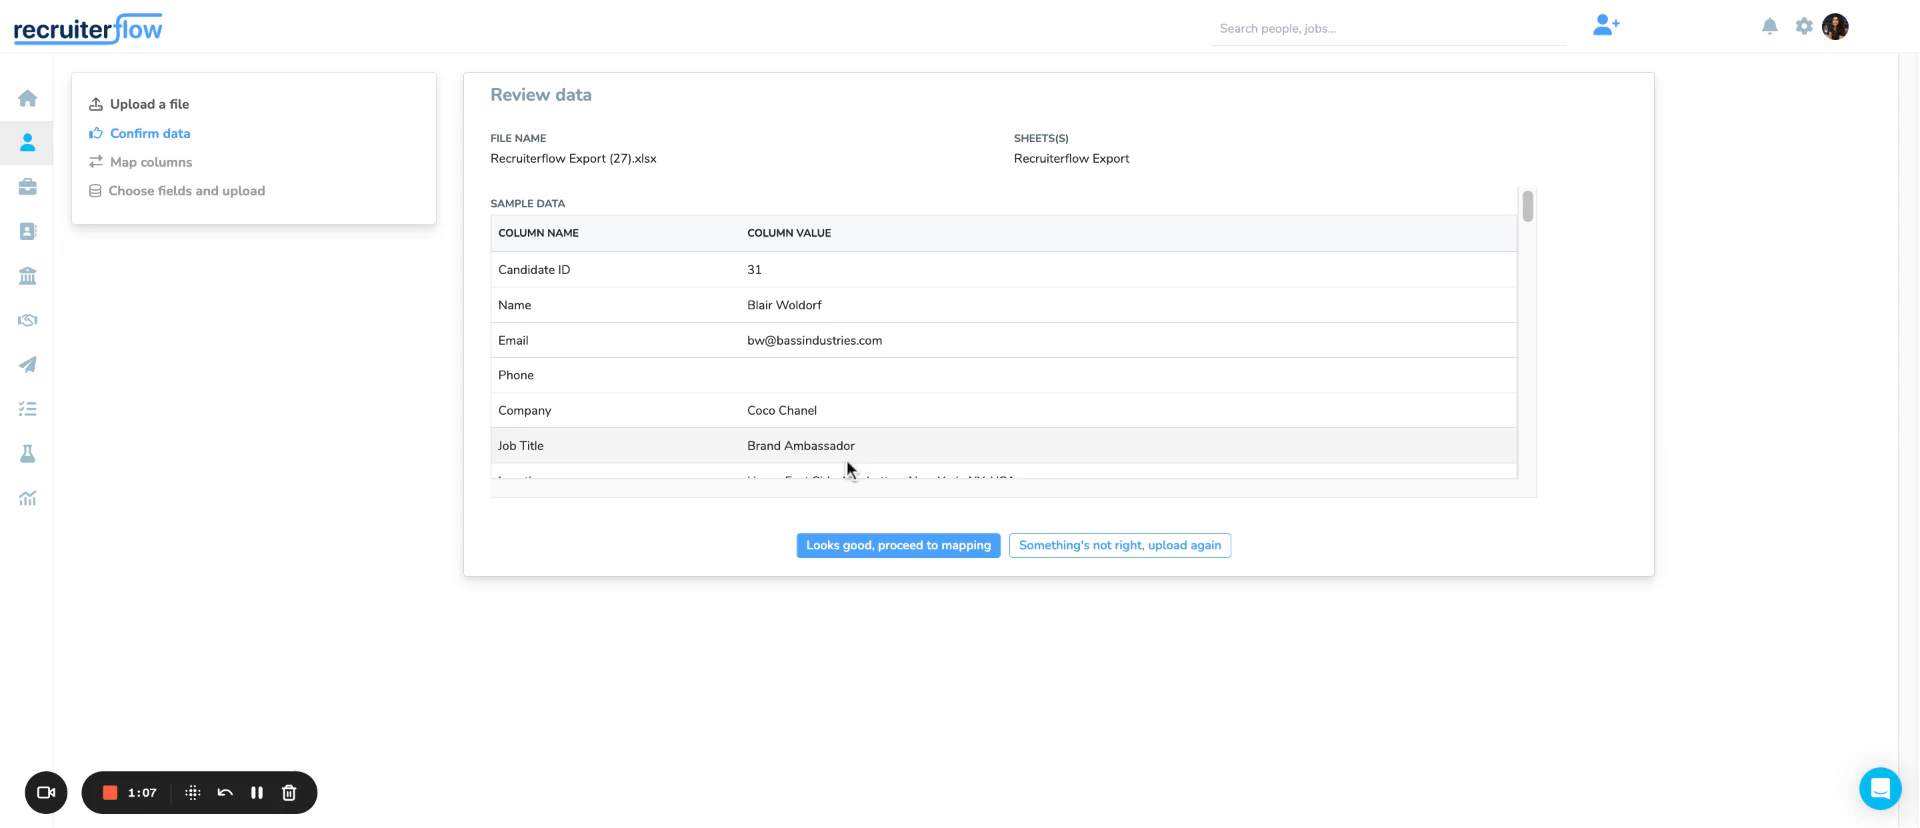 recruiterflow
Search people, jobs...
Upload a file
Confirm data
Map columns
Choose fields and upload
Review data
FILE NAME
SHEETS(S)
Recruiterflow Export (27).xlsx
Recruiterflow Export
SAMPLE DATA
COLUMN NAME
COLUMN VALUE
Candidate ID
31
Name
Blair Woldorf
Email
bw@bassindustries.com
Phone
Company
Coco Chanel
Job Title
Brand Ambassador
Looks good, proceed to mapping
Something's not right, upload again
1:07